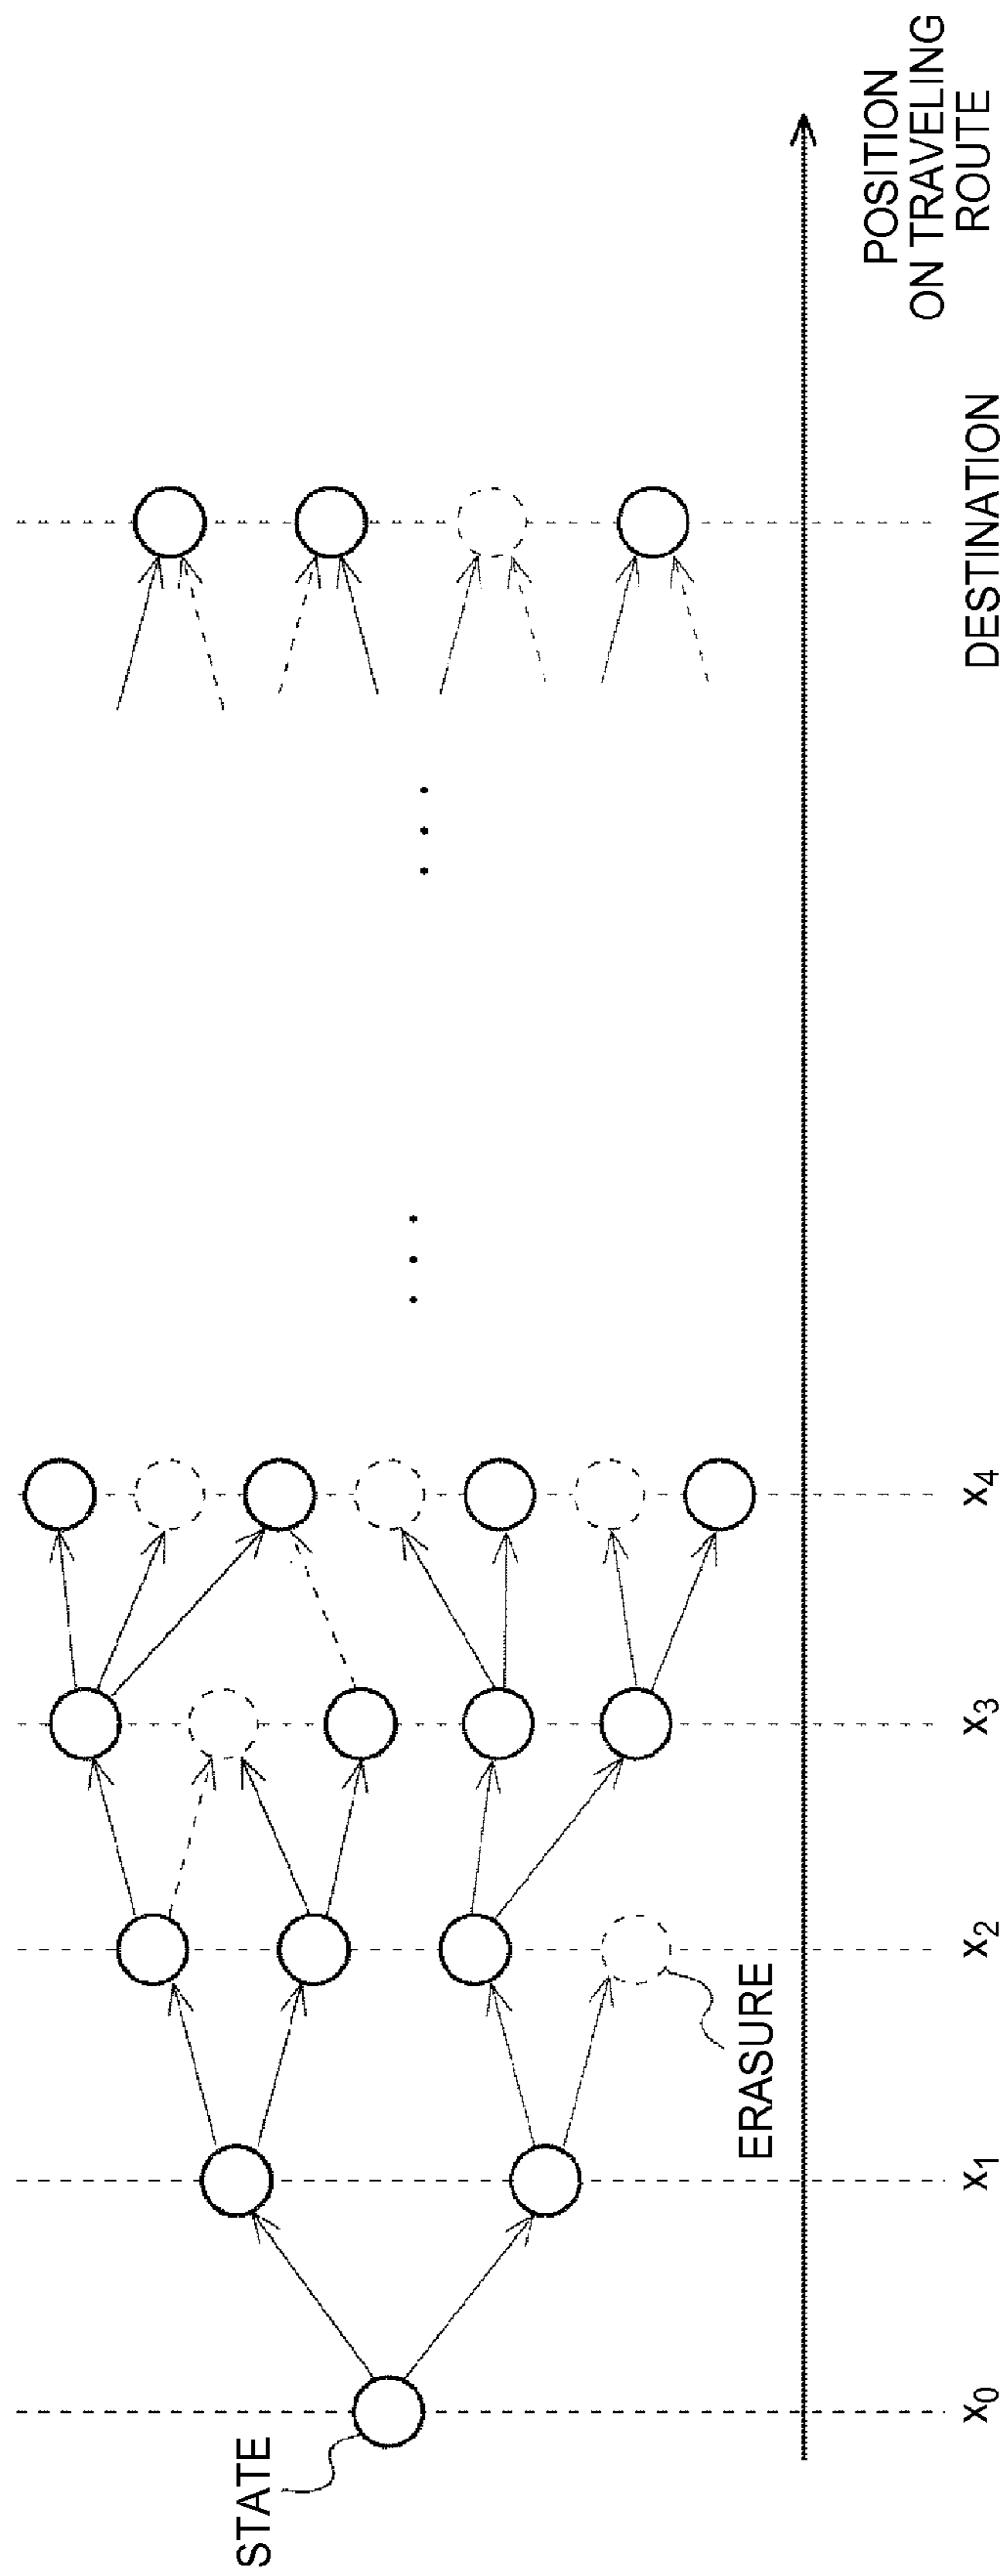 STATE
ERASURE
x0 x1 x2 x3 x4 DESTINATION
POSITION
ON TRAVELING
ROUTE